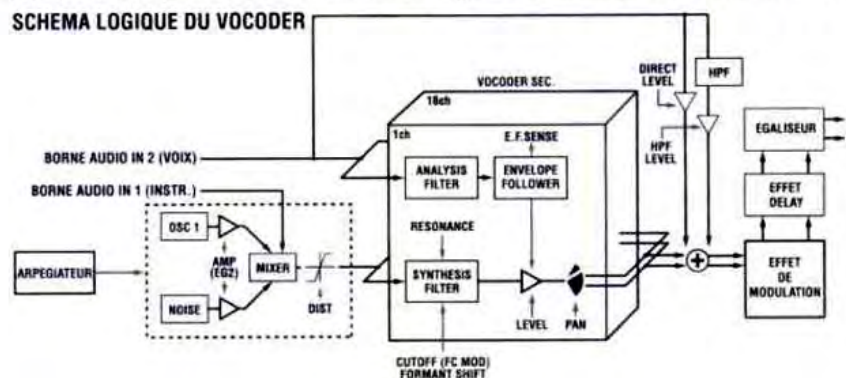 SCHEMA LOGIQUE DU VOCODER
DIRECT
LEVEL
HPF
VOCODER SEC.
18ch
1ch
E.F.SENSE
HPF
LEVEL
EGALISEUR
BORNE AUDIO IN 2 (VOIX)
ANALYSIS
FILTER
ENVELOPE
FOLLOWER
EFFET
DELAY
BORNE AUDIO IN 1 (INSTR.)
OSC 1
RESONANCE
AMP
(EG2)
MIXER
ARPEGIATEUR
SYNTHESIS
FILTER
+
EFFET
DE
MODULATION
NOISE
DIST
LEVEL
PAN
CUTOFF (FC MOD)
FORMANT SHIFT